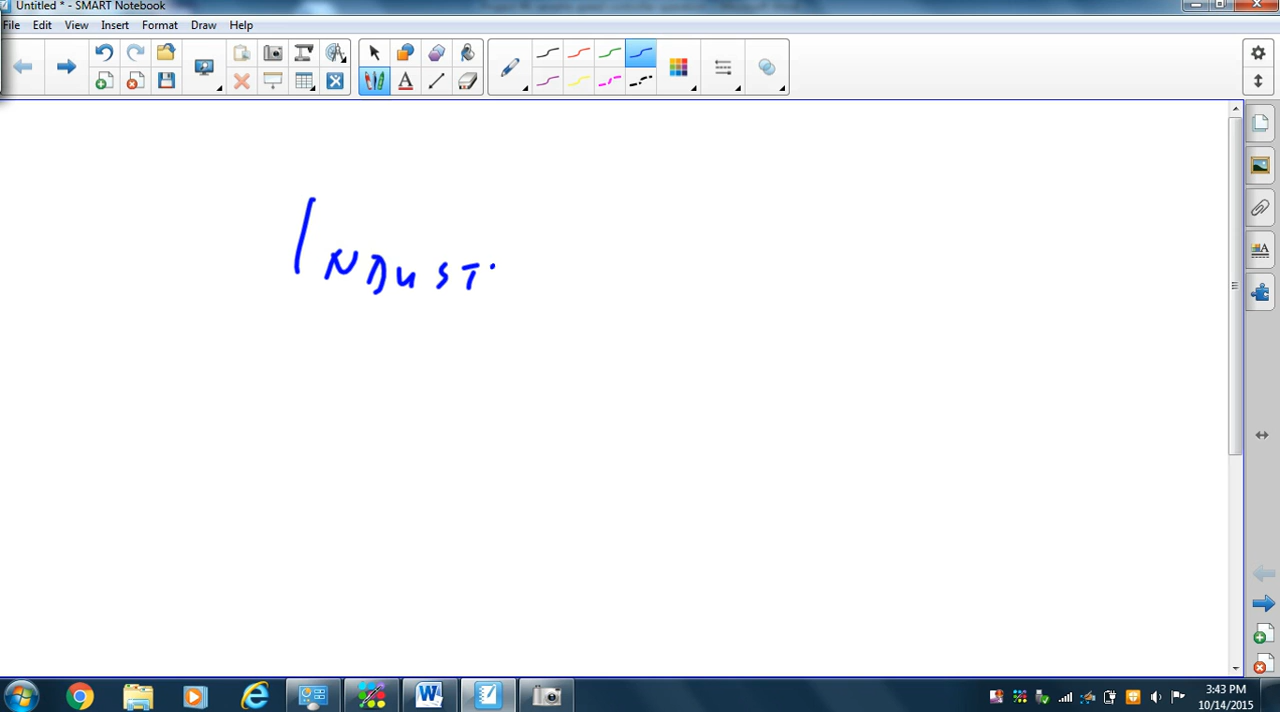 Untitled * - SMART Notebook
File Edit View Insert Format Draw Help
INDUST
3:43 PM
10/14/2015